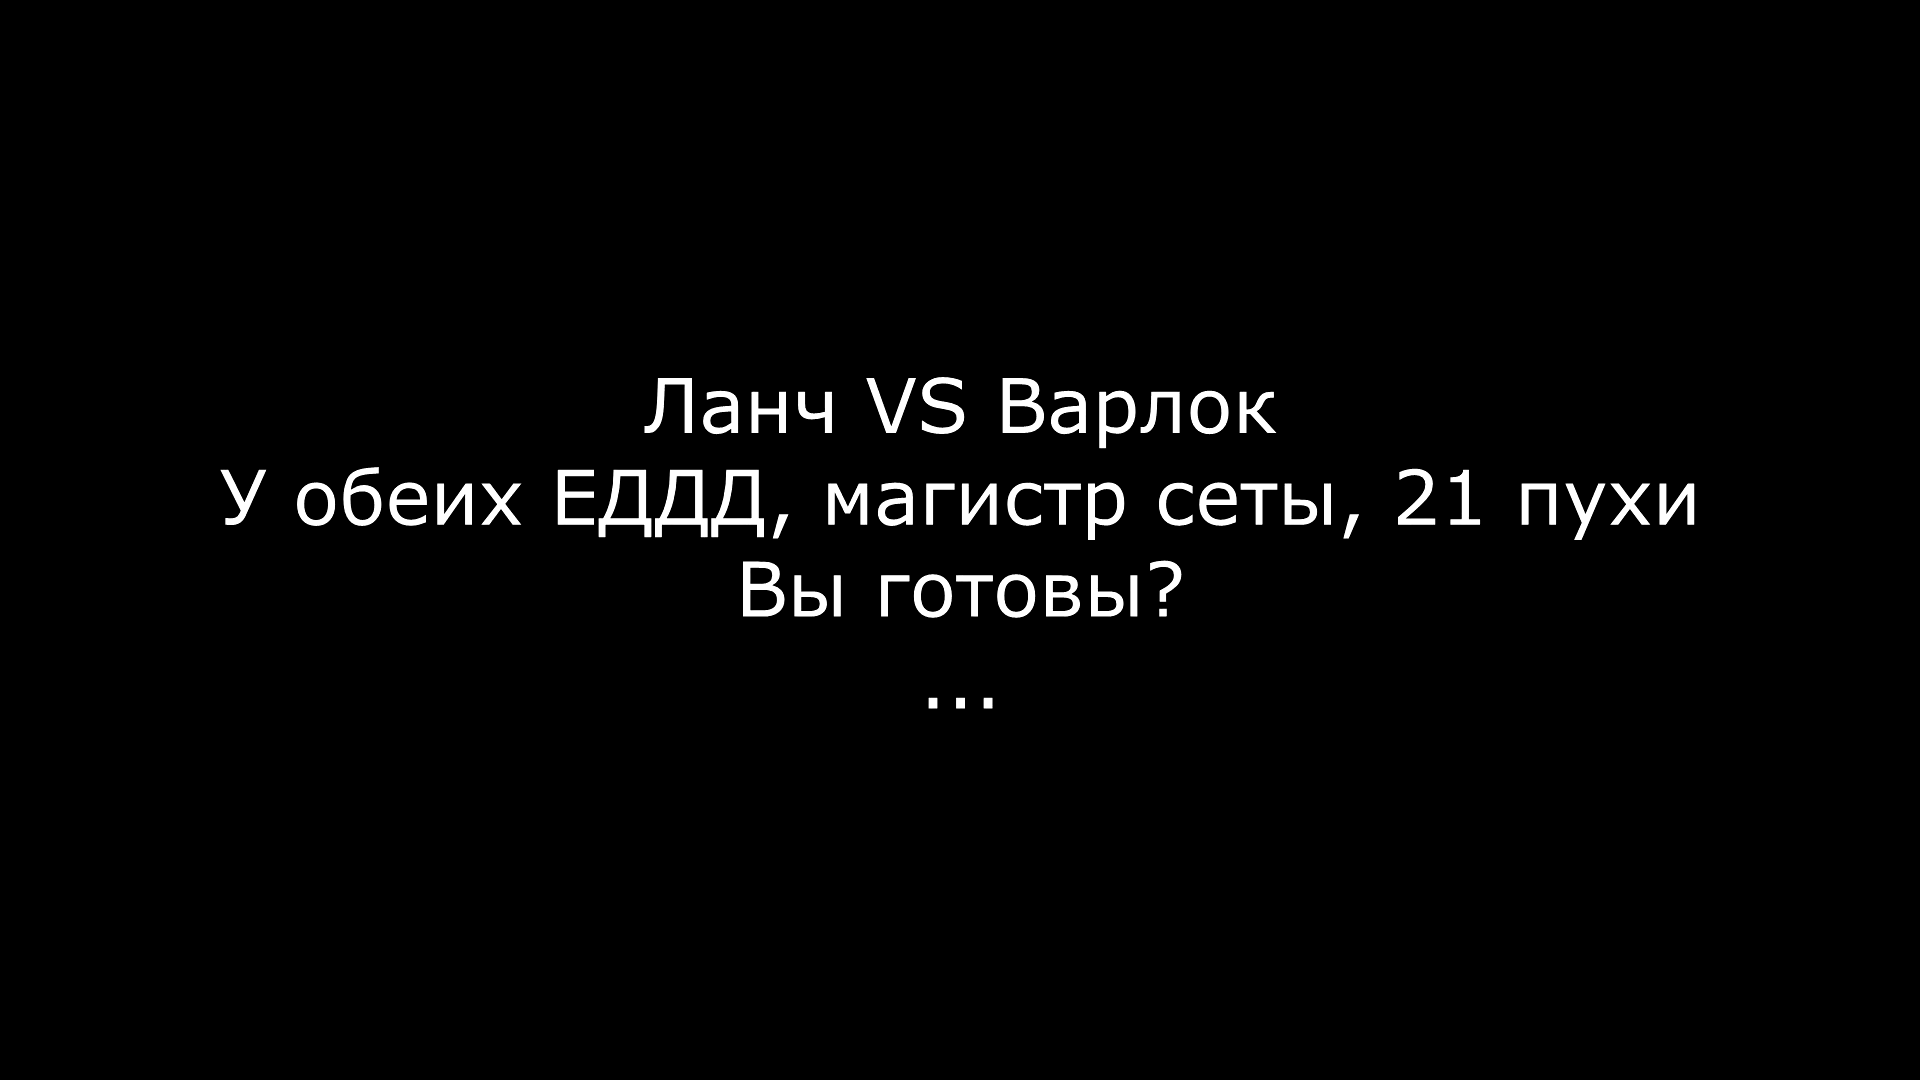 Ланч VS Варлок
У обеих ЕДДД, магистр сеты, 21 пухи
Вы готовы?
...